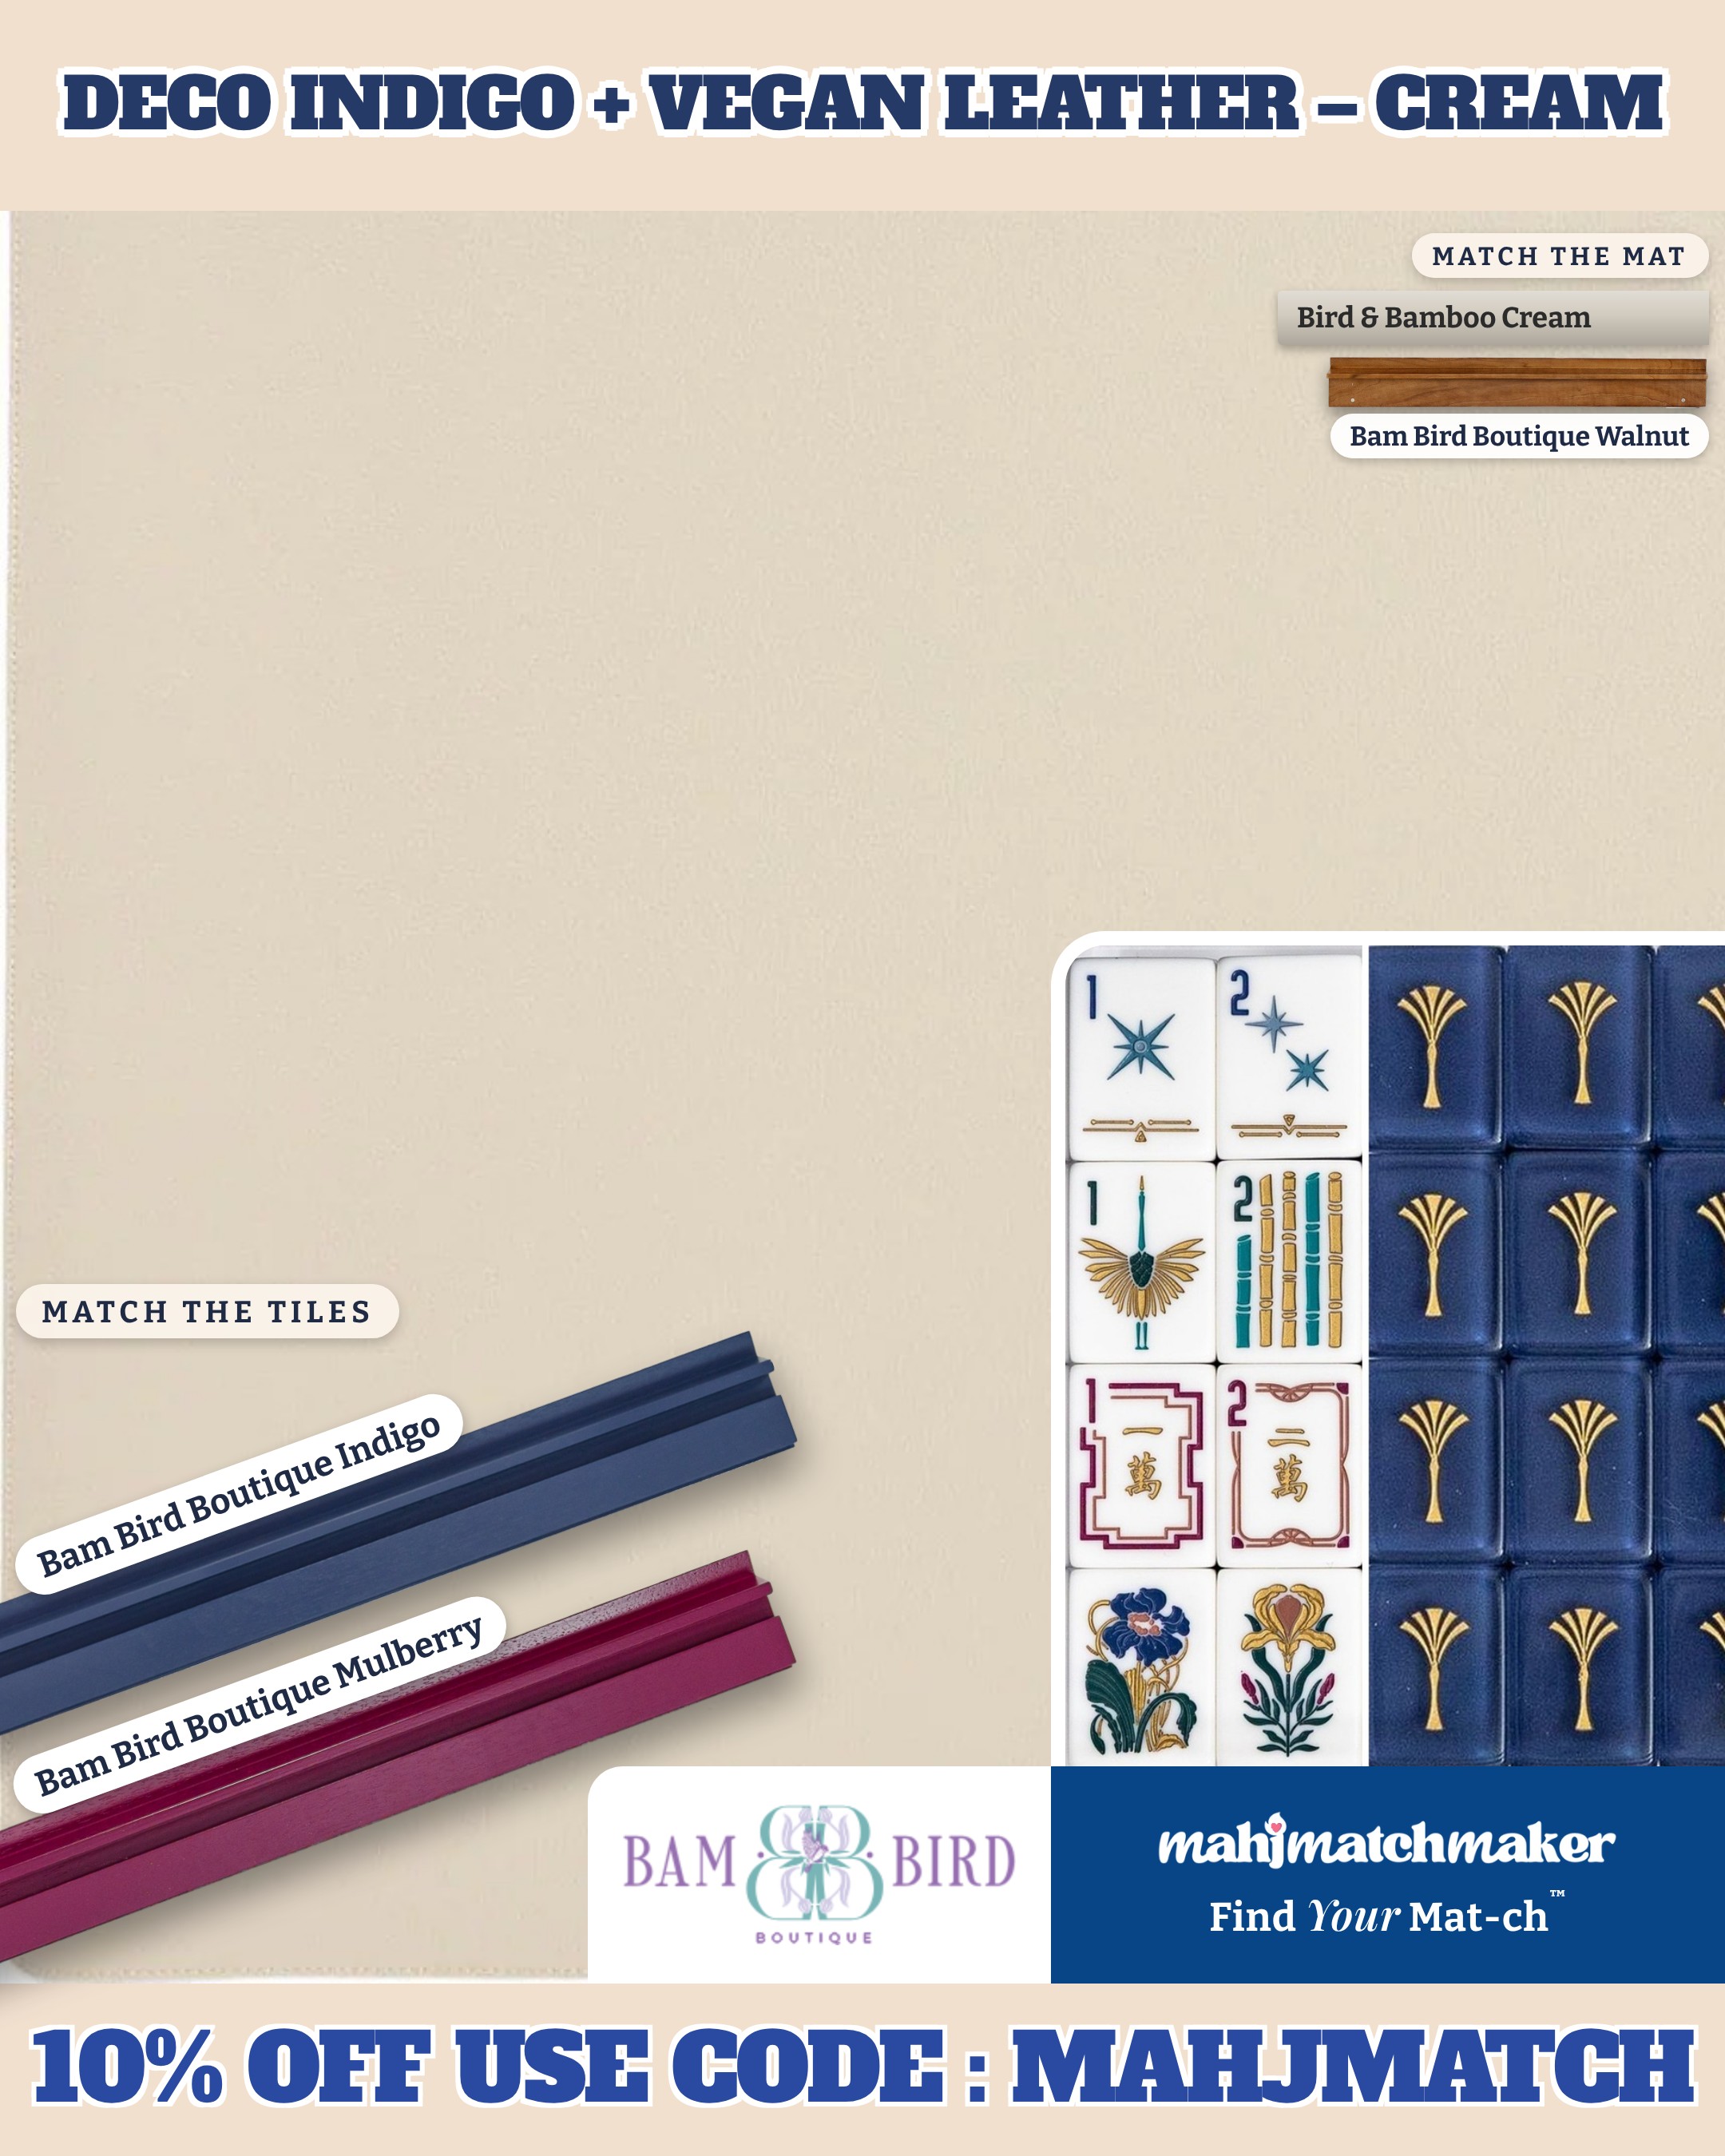 DECO INDIGO + VEGAN LEATHER – CREAM
MATCH THE MAT
Bird & Bamboo Cream
Bam Bird Boutique Walnut
1
2
1
2
1
一
萬
2
二
萬
MATCH THE TILES
Bam Bird Boutique Indigo
Bam Bird Boutique Mulberry
BAM BIRD
BOUTIQUE
mahjmatchmaker
Find Your Mat-ch™
10% OFF USE CODE : MAHJMATCH